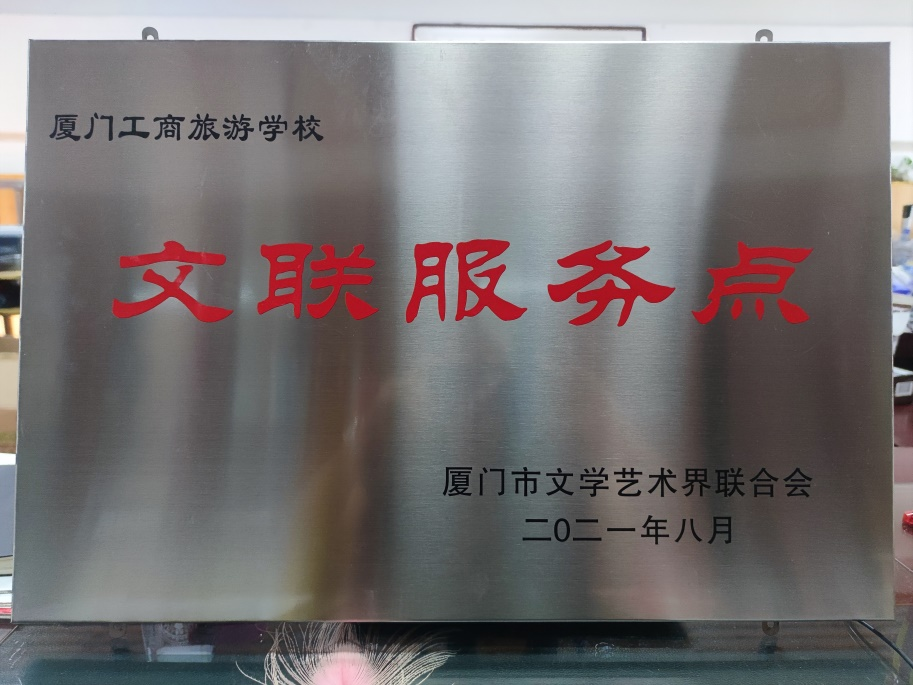 厦门工商旅游学校
文联服务点
厦门市文学艺术界联合会
二0二一年八月